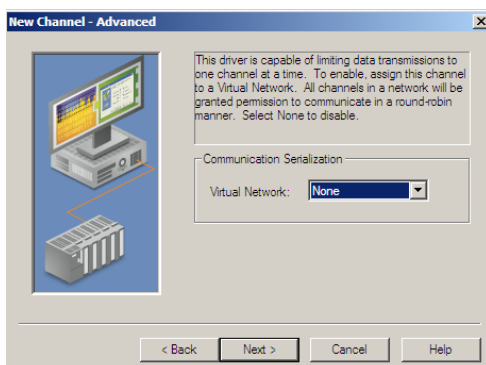 New Channel - Advanced
This driver is capable of limiting data transmissions to
one channel at a time. To enable, assign this channel
to a Virtual Network. All channels in a network will be
granted permission to communicate in a round-robin
manner. Select None to disable.
Communication Serialization
Virtual Network: None
< Back Next > Cancel Help